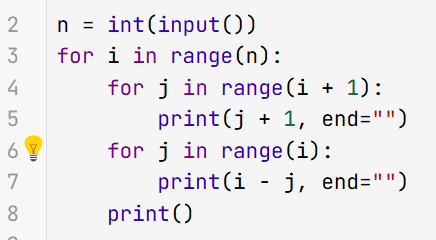 2 n = int(input())
3 for i in range(n):
4     for j in range(i + 1):
5         print(j + 1, end="")
6     for j in range(i):
7         print(i - j, end="")
8     print()